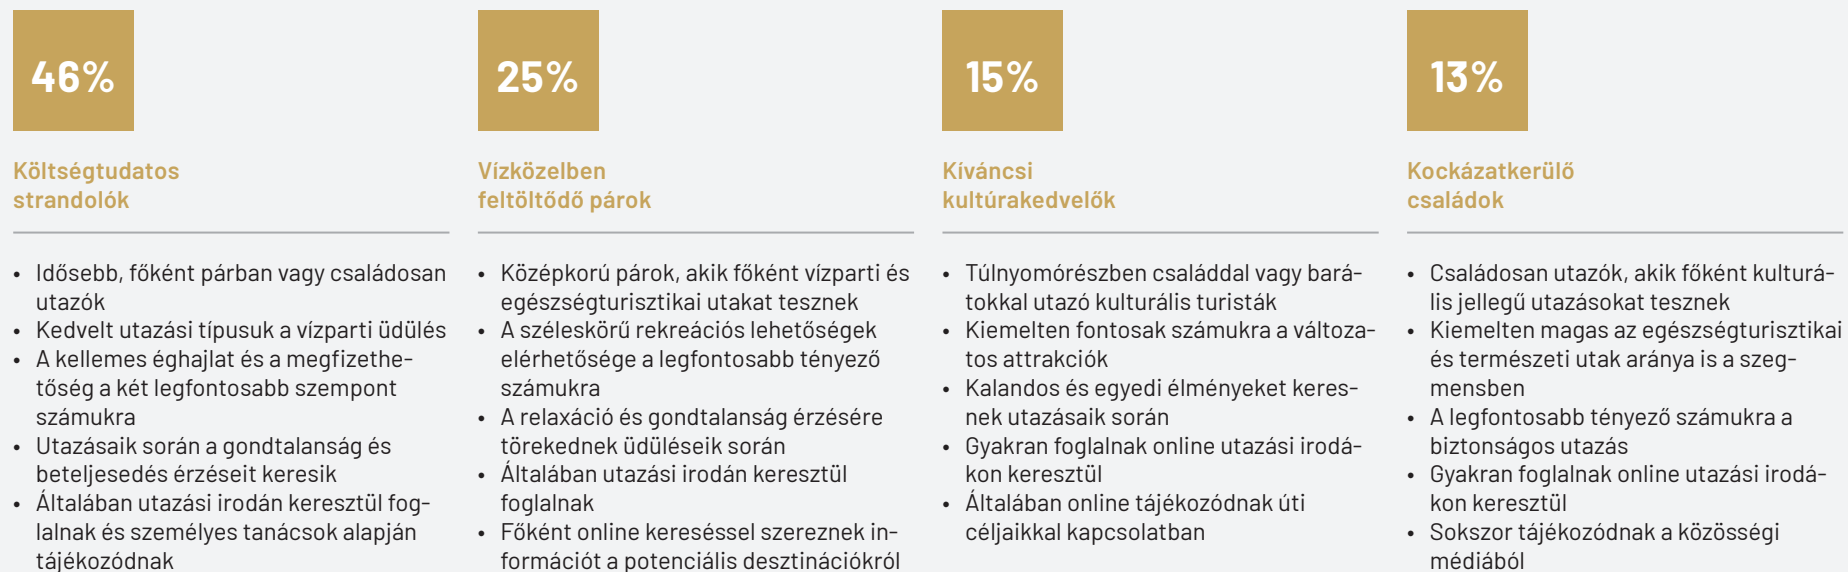 46%
Költségtudatos
strandolók
• Idősebb, főként párban vagy családosan
utazók
• Kedvelt utazási típusuk a vízparti üdülés
• A kellemes éghajlat és a megfizethe-
tőség a két legfontosabb szempont
számukra
• Utazásaik során a gondtalanság és
beteljesedés érzéseit keresik
• Általában utazási irodán keresztül fog-
lalnak és személyes tanácsok alapján
tájékozódnak
25%
Vízközelben
feltöltődő párok
• Középkorú párok, akik főként vízparti és
egészségturisztikai utakat tesznek
• A széleskörű rekreációs lehetőségek
elérhetősége a legfontosabb tényező
számukra
• A relaxáció és gondtalanság érzésére
törekednek üdüléseik során
• Általában utazási irodán keresztül
foglalnak
• Főként online kereséssel szereznek in-
formációt a potenciális desztinációkról
15%
Kíváncsi
kultúrakedvelők
• Túlnyomórészben családdal vagy bará-
tokkal utazó kulturális turisták
• Kiemelten fontosak számukra a változa-
tos attrakciók
• Kalandos és egyedi élményeket keres-
nek utazásaik során
• Gyakran foglalnak online utazási irodá-
kon keresztül
• Általában online tájékozódnak úti
céljaikkal kapcsolatban
13%
Kockázatkerülő
családok
• Családosan utazók, akik főként kulturá-
lis jellegű utazásokat tesznek
• Kiemelten magas az egészségturisztikai
és természeti utak aránya is a szeg-
mensben
• A legfontosabb tényező számukra a
biztonságos utazás
• Gyakran foglalnak online utazási irodá-
kon keresztül
• Sokszor tájékozódnak a közösségi
médiából